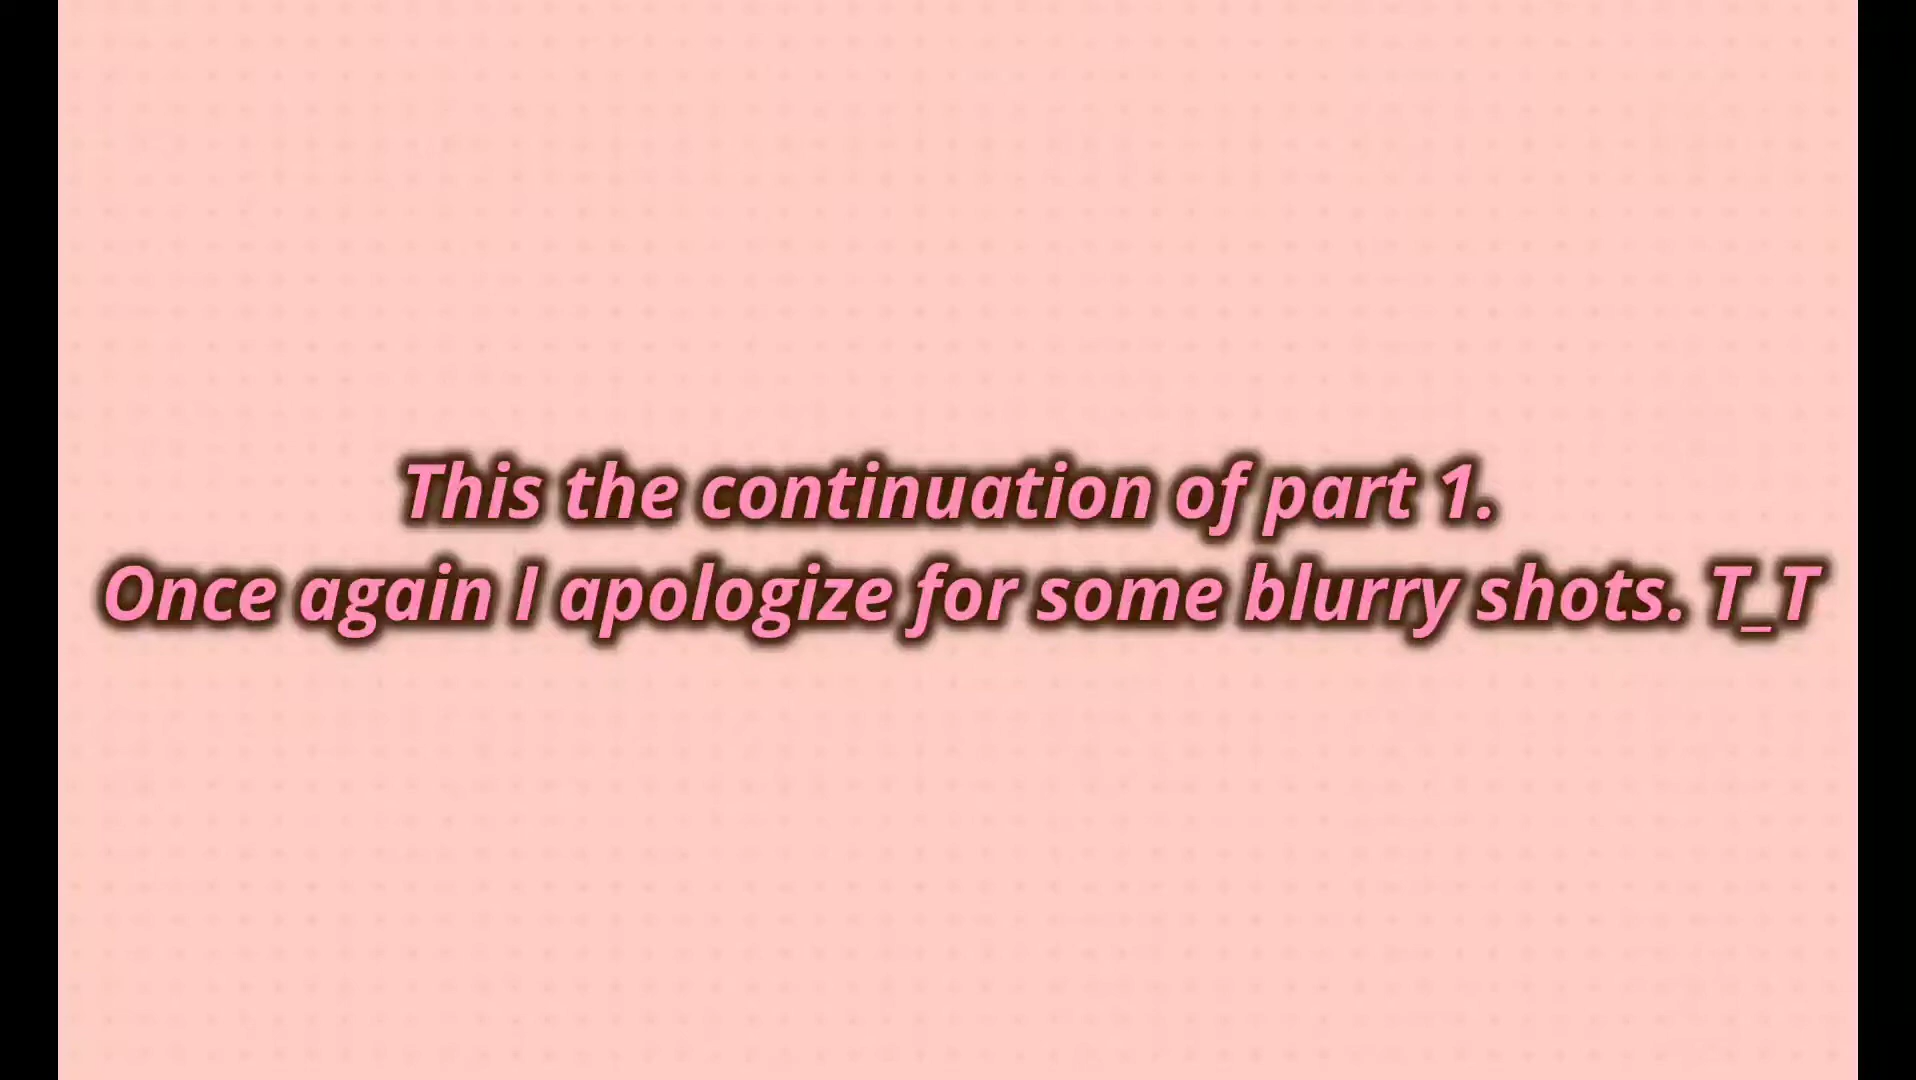 This the continuation of part 1.
Once again I apologize for some blurry shots. T_T